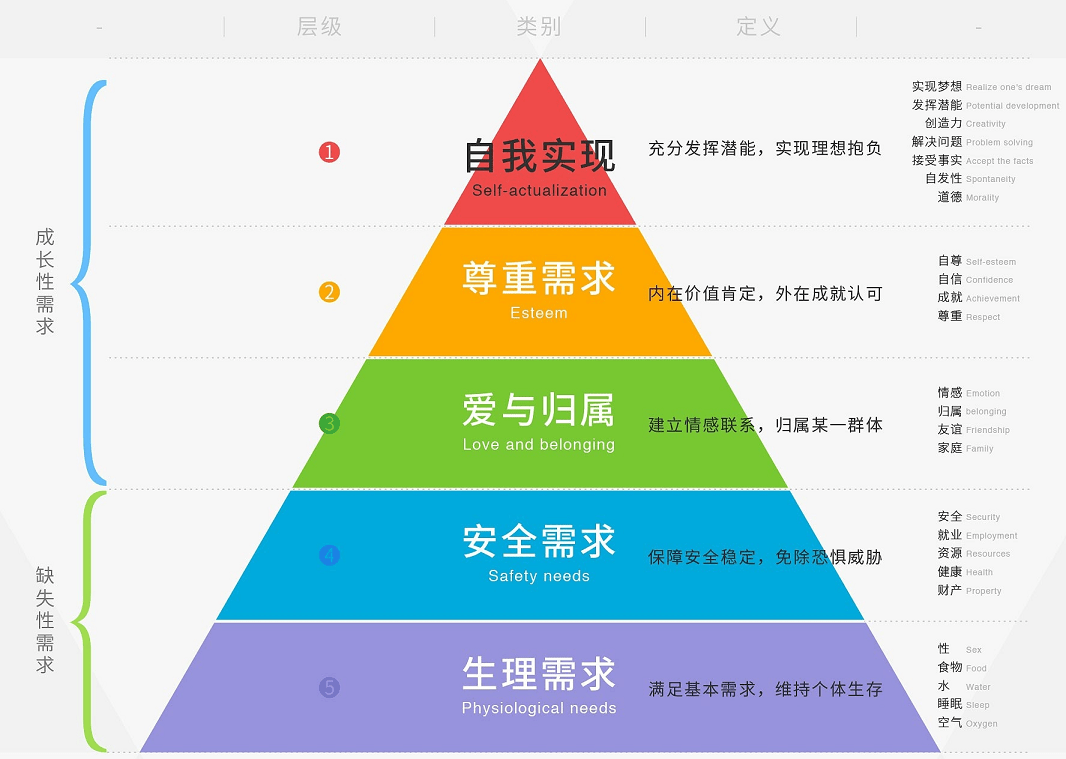 -
层级
类别
定义
-
成长性需求
1
自我实现
Self-actualization
充分发挥潜能，实现理想抱负
实现梦想 Realize one's dream
发挥潜能 Potential development
创造力 Creativity
解决问题 Problem solving
接受事实 Accept the facts
自发性 Spontaneity
道德 Morality
2
尊重需求
Esteem
内在价值肯定，外在成就认可
自尊 Self-esteem
自信 Confidence
成就 Achievement
尊重 Respect
3
爱与归属
Love and belonging
建立情感联系，归属某一群体
情感 Emotion
归属 belonging
友谊 Friendship
家庭 Family
缺失性需求
4
安全需求
Safety needs
保障安全稳定，免除恐惧威胁
安全 Security
就业 Employment
资源 Resources
健康 Health
财产 Property
5
生理需求
Physiological needs
满足基本需求，维持个体生存
性 Sex
食物 Food
水 Water
睡眠 Sleep
空气 Oxygen